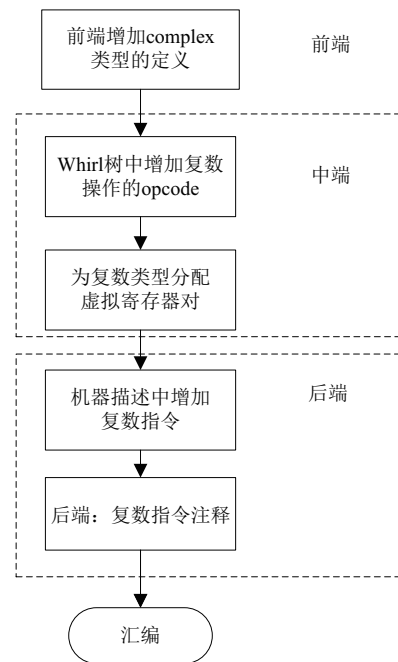 前端增加complex
类型的定义
前端
Whirl树中增加复数
操作的opcode
中端
为复数类型分配
虚拟寄存器对
机器描述中增加
复数指令
后端
后端：复数指令注释
汇编